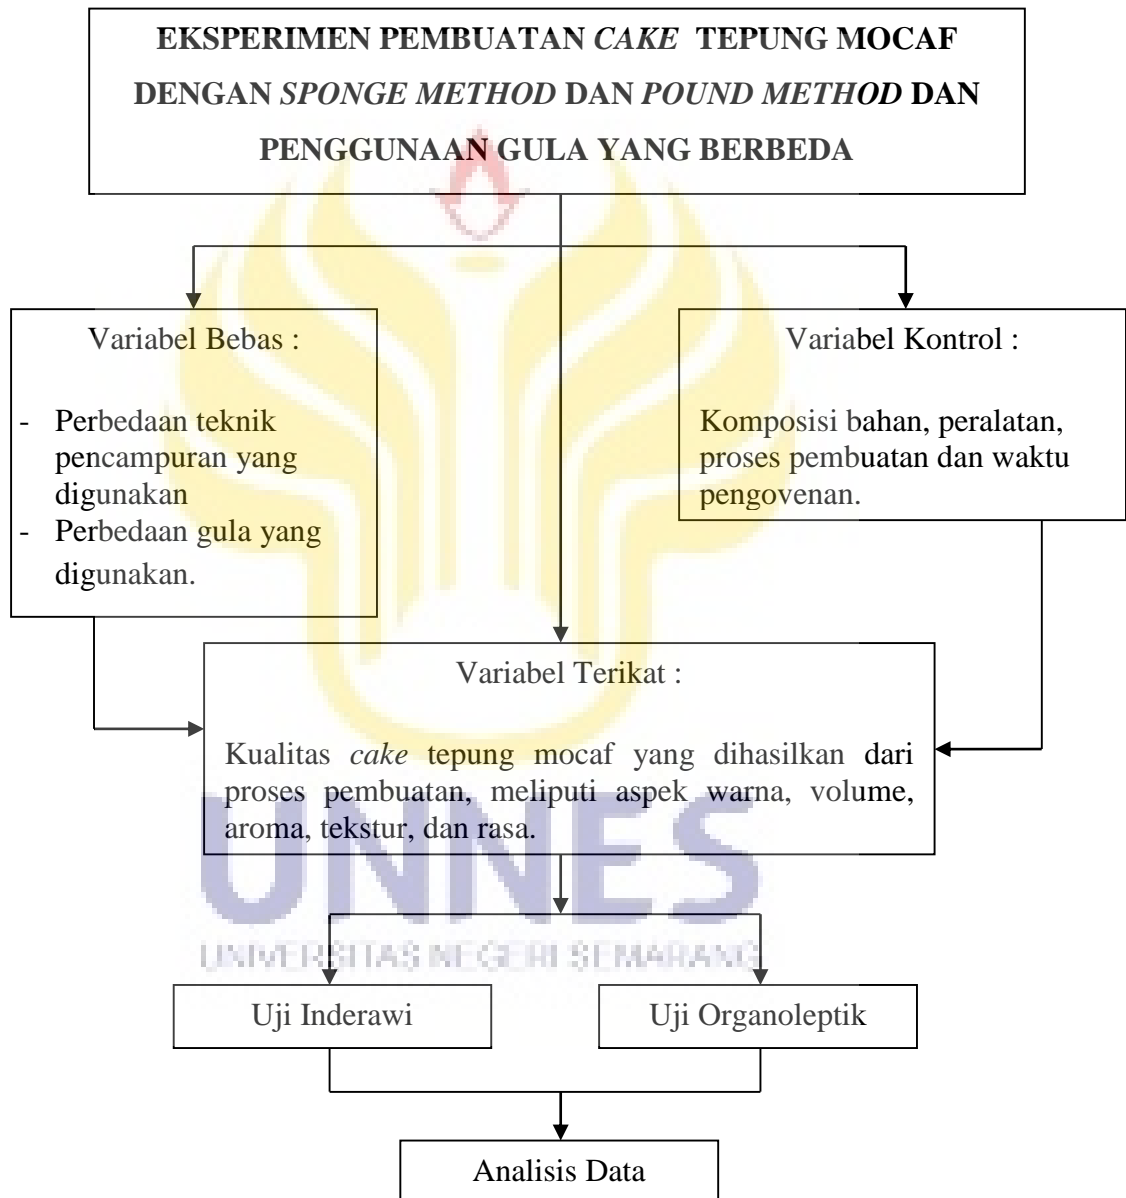 EKSPERIMEN PEMBUATAN CAKE TEPUNG MOCAF
DENGAN SPONGE METHOD DAN POUND METHOD DAN
PENGGUNAAN GULA YANG BERBEDA
Variabel Bebas :
- Perbedaan teknik
pencampuran yang
digunakan
- Perbedaan gula yang
digunakan.
Variabel Kontrol :
Komposisi bahan, peralatan,
proses pembuatan dan waktu
pengovenan.
Variabel Terikat :
Kualitas cake tepung mocaf yang dihasilkan dari
proses pembuatan, meliputi aspek warna, volume,
aroma, tekstur, dan rasa.
UNNES
UNIVERSITAS NEGERI SEMARANG
Uji Inderawi
Uji Organoleptik
Analisis Data